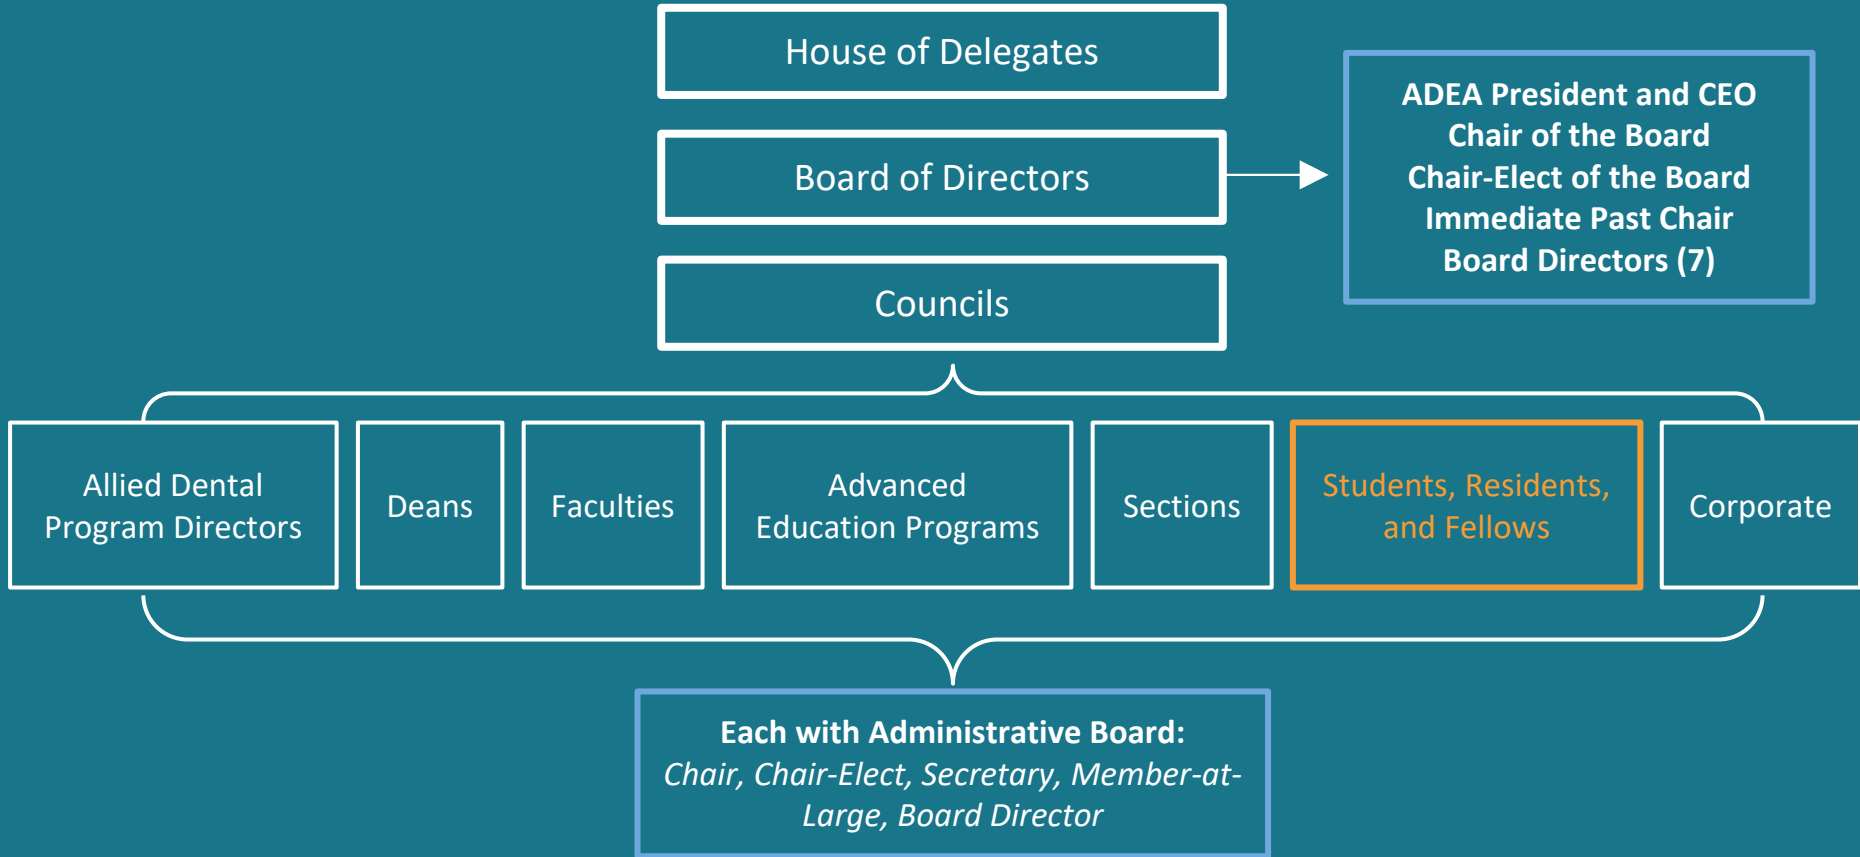 House of Delegates
ADEA President and CEO
Chair of the Board
Chair-Elect of the Board
Immediate Past Chair
Board Directors (7)
Board of Directors
Councils
Allied Dental
Program Directors
Deans
Faculties
Advanced
Education Programs
Sections
Students, Residents,
and Fellows
Corporate
Each with Administrative Board:
Chair, Chair-Elect, Secretary, Member-at-
Large, Board Director